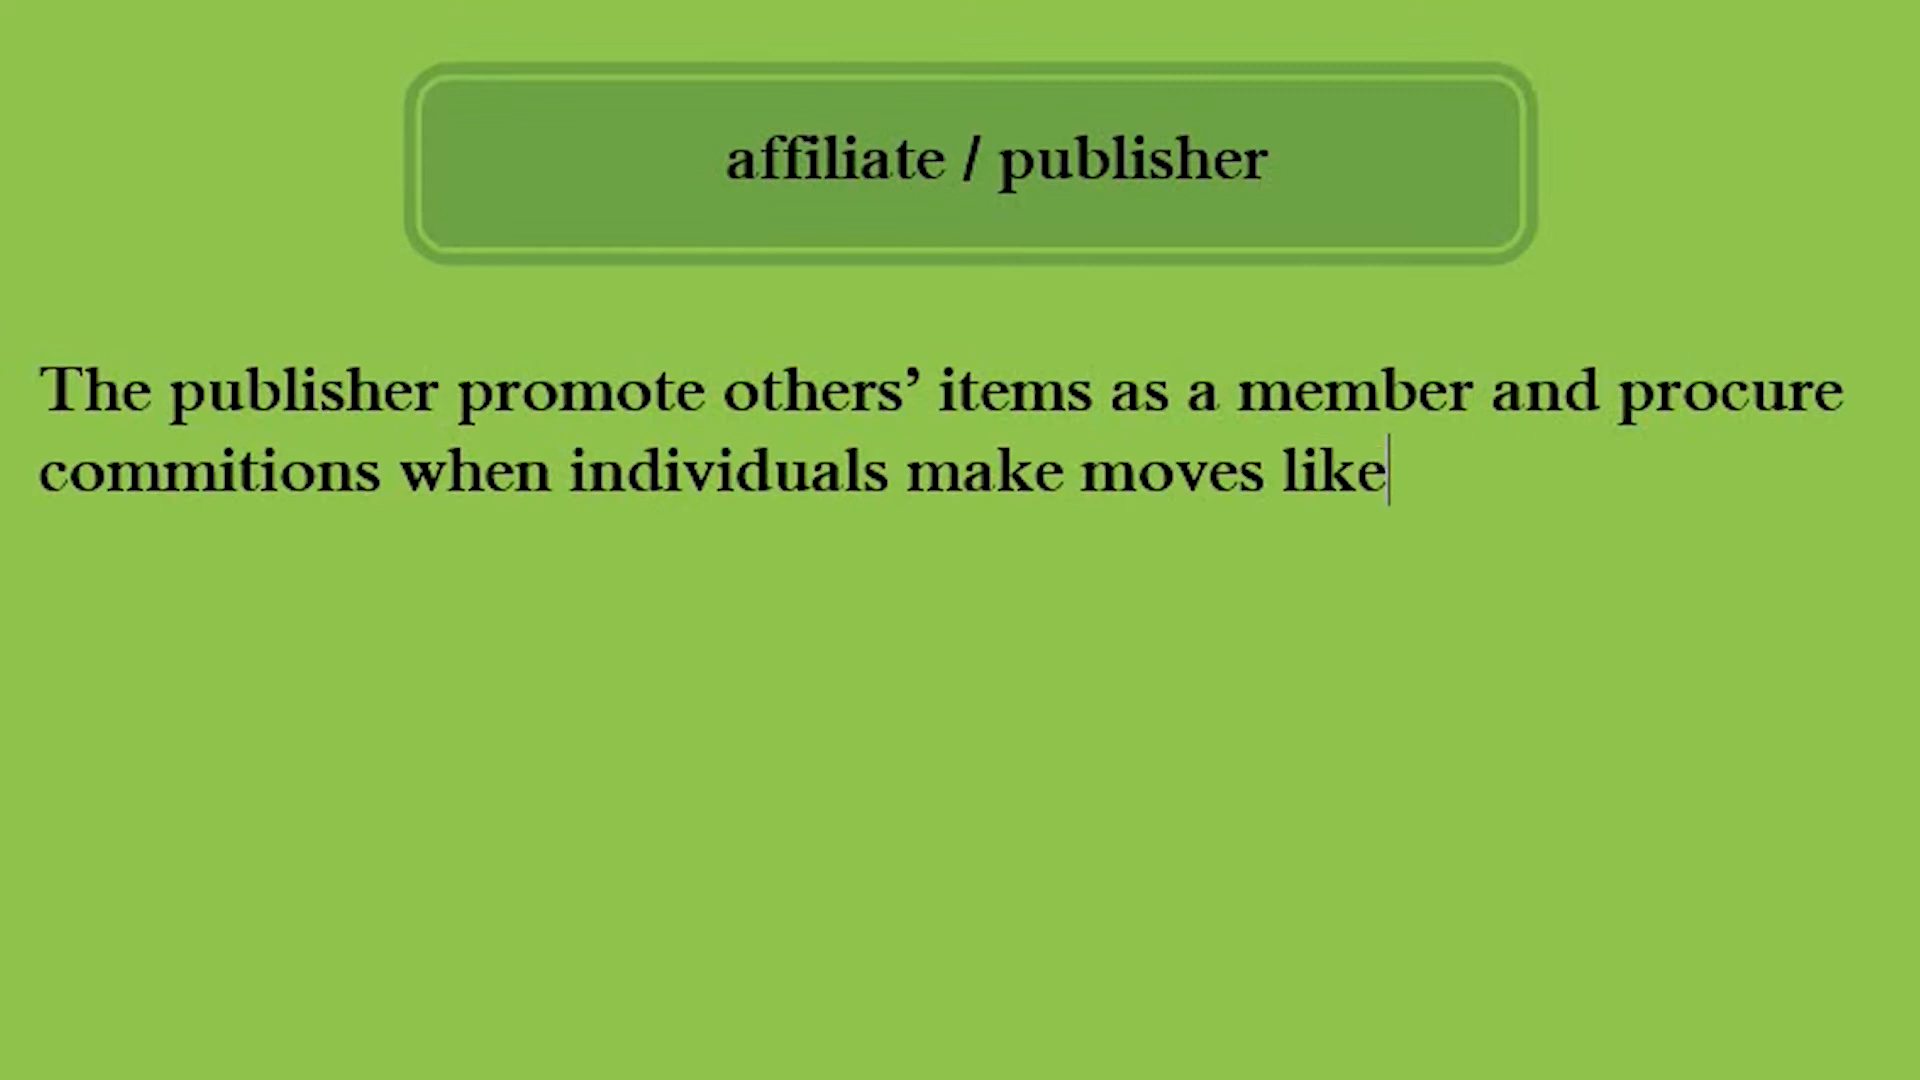 affiliate / publisher
The publisher promote others’ items as a member and procure
commitions when individuals make moves like